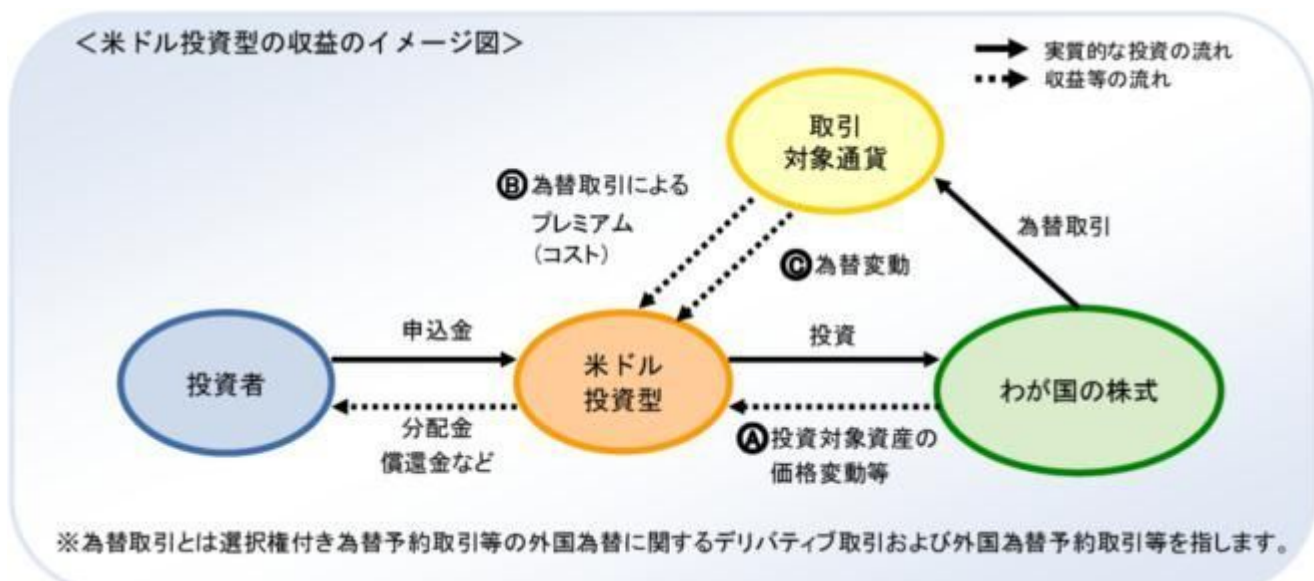 ＜米ドル投資型の収益のイメージ図＞
実質的な投資の流れ
収益等の流れ
取引
対象通貨
Ⓑ為替取引による
プレミアム
（コスト）
Ⓒ為替変動
為替取引
投資者
申込金
分配金
償還金など
米ドル
投資型
投資
Ⓐ投資対象資産の
価格変動等
わが国の株式
※為替取引とは選択権付き為替予約取引等の外国為替に関するデリバティブ取引および外国為替予約取引等を指します。